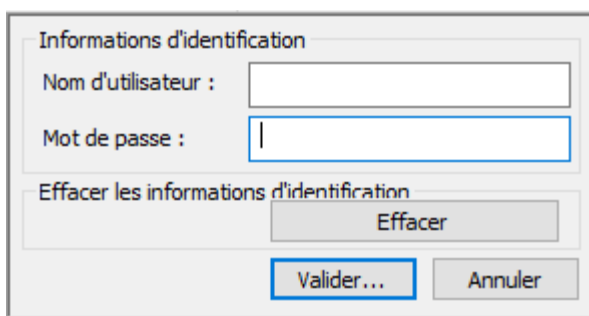 Informations d'identification
Nom d'utilisateur :
Mot de passe :
Effacer les informations d'identification
Effacer
Valider... Annuler